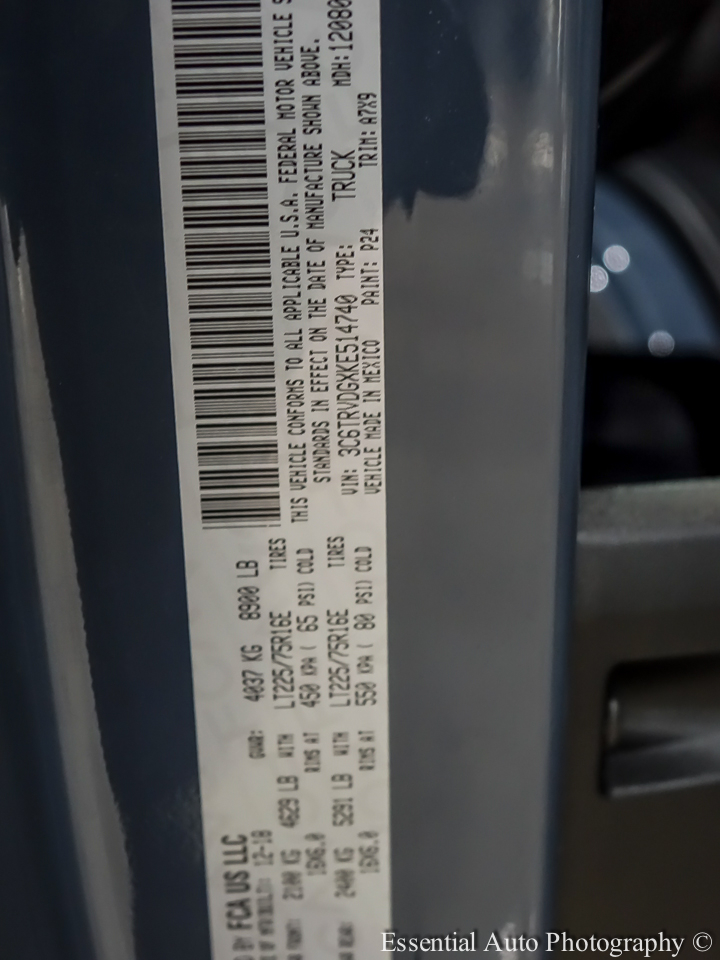 D BY FCA US LLC
12-18 GVWR: 4037 KG 8900 LB
2100 KG 4629 LB WITH LT225/75R16E TIRES
16X6.0 RIMS AT 450 KPA ( 65 PSI) COLD
2400 KG 5291 LB WITH LT225/75R16E TIRES
16X6.0 RIMS AT 550 KPA ( 80 PSI) COLD
THIS VEHICLE CONFORMS TO ALL APPLICABLE U.S.A. FEDERAL MOTOR VEHICLE S
STANDARDS IN EFFECT ON THE DATE OF MANUFACTURE SHOWN ABOVE.
VIN: 3C6TRVDGXKE514740 TYPE: TRUCK MDH: 12080
VEHICLE MADE IN MEXICO PAINT: P24 TRIM: A7X9
Essential Auto Photography ©